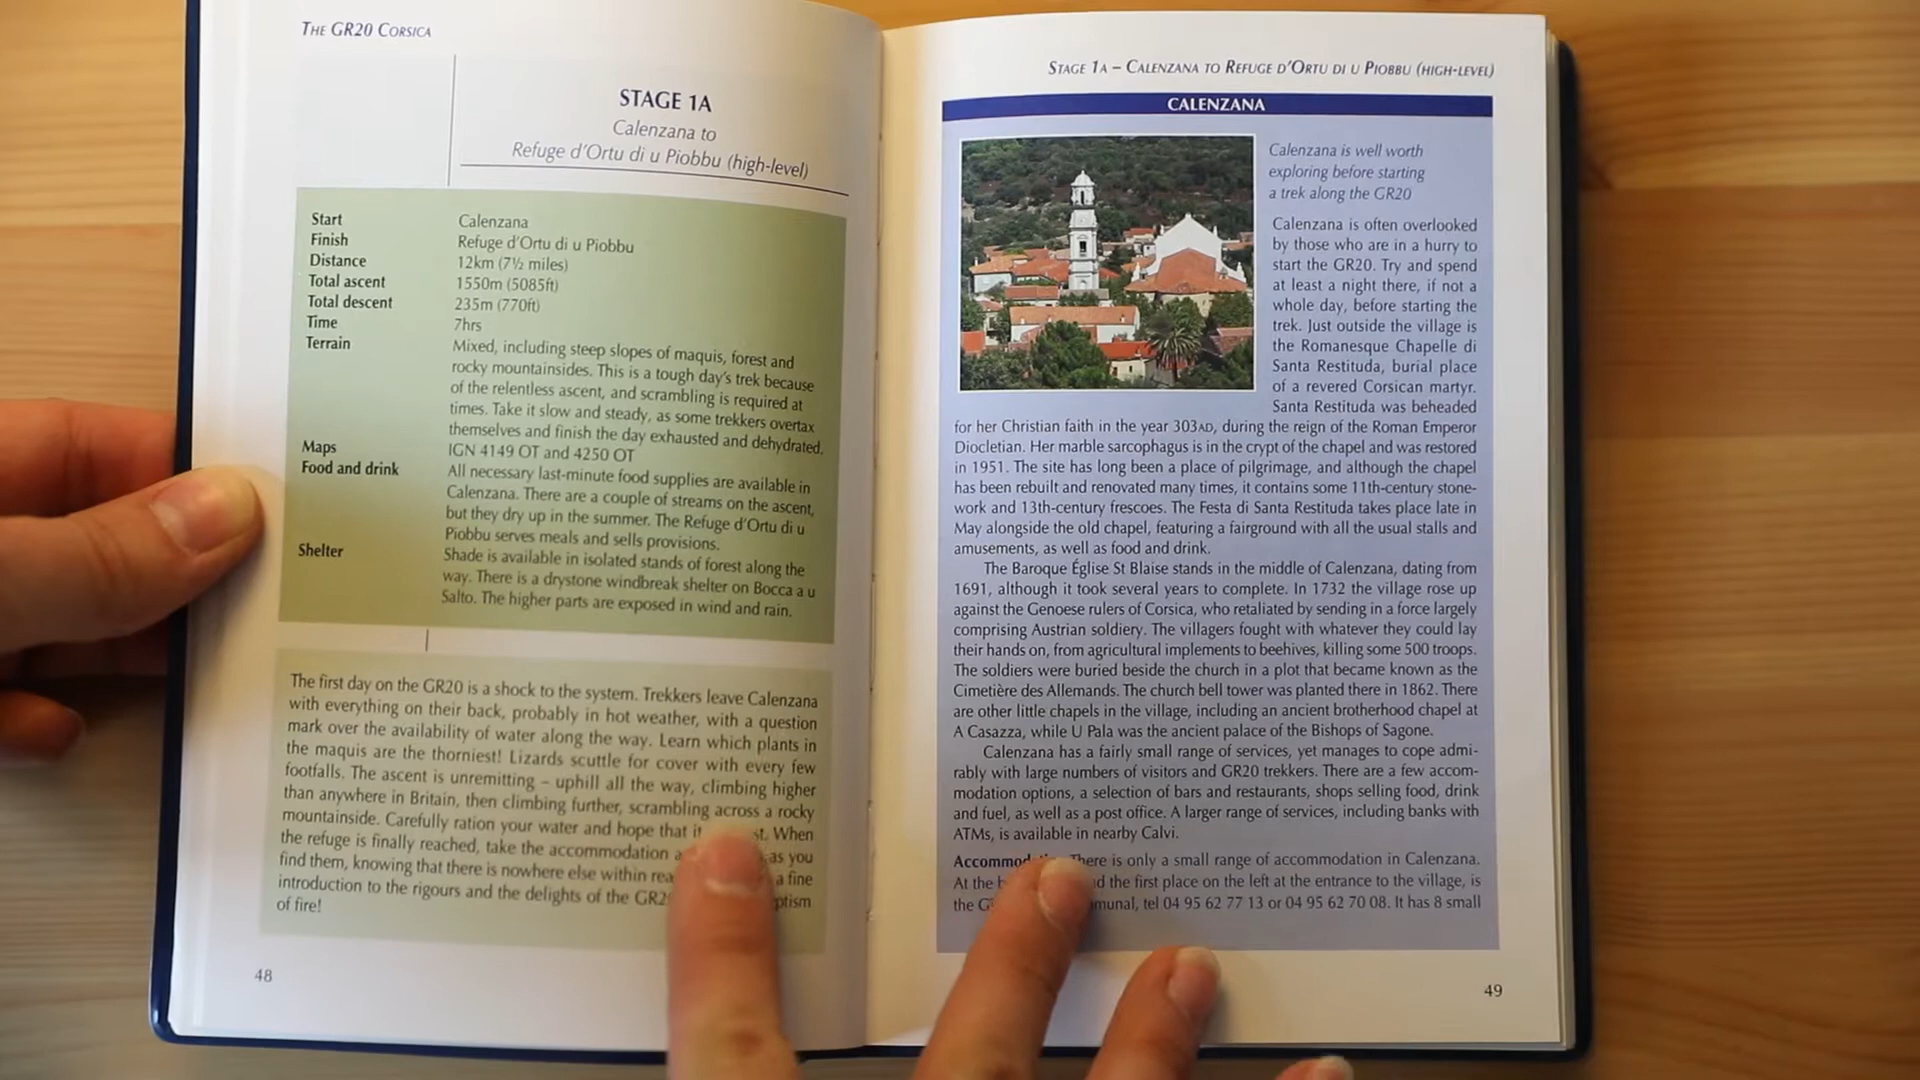 THE GR20 CORSICA
STAGE 1A
Calenzana to
Refuge d'Ortu di u Piobbu (high-level)
Start Calenzana
Finish Refuge d'Ortu di u Piobbu
Distance 12km (7½ miles)
Total ascent 1550m (5085ft)
Total descent 235m (770ft)
Time 7hrs
Terrain Mixed, including steep slopes of maquis, forest and
rocky mountainsides. This is a tough day's trek because
of the relentless ascent, and scrambling is required at
times. Take it slow and steady, as some trekkers overtax
themselves and finish the day exhausted and dehydrated.
Maps IGN 4149 OT and 4250 OT
Food and drink All necessary last-minute food supplies are available in
Calenzana. There are a couple of streams on the ascent,
but they dry up in the summer. The Refuge d'Ortu di u
Piobbu serves meals and sells provisions.
Shelter Shade is available in isolated stands of forest along the
way. There is a drystone windbreak shelter on Bocca a u
Salto. The higher parts are exposed in wind and rain.
The first day on the GR20 is a shock to the system. Trekkers leave Calenzana
with everything on their back, probably in hot weather, with a question
mark over the availability of water along the way. Learn which plants in
the maquis are the thorniest! Lizards scuttle for cover with every few
footfalls. The ascent is unremitting – uphill all the way, climbing higher
than anywhere in Britain, then climbing further, scrambling across a rocky
mountainside. Carefully ration your water and hope that it When
the refuge is finally reached, take the accommodation as you
find them, knowing that there is nowhere else within a fine
introduction to the rigours and the delights of the
of fire!
48
STAGE 1A – CALENZANA TO REFUGE D'ORTU DI U PIOBBU (HIGH-LEVEL)
CALENZANA
Calenzana is well worth
exploring before starting
a trek along the GR20
Calenzana is often overlooked
by those who are in a hurry to
start the GR20. Try and spend
at least a night there, if not a
whole day, before starting the
trek. Just outside the village is
the Romanesque Chapelle di
Santa Restituda, burial place
of a revered Corsican martyr.
Santa Restituda was beheaded
for her Christian faith in the year 303AD, during the reign of the Roman Emperor
Diocletian. Her marble sarcophagus is in the crypt of the chapel and was restored
in 1951. The site has long been a place of pilgrimage, and although the chapel
has been rebuilt and renovated many times, it contains some 11th-century stone-
work and 13th-century frescoes. The Festa di Santa Restituda takes place late in
May alongside the old chapel, featuring a fairground with all the usual stalls and
amusements, as well as food and drink.
The Baroque Église St Blaise stands in the middle of Calenzana, dating from
1691, although it took several years to complete. In 1732 the village rose up
against the Genoese rulers of Corsica, who retaliated by sending in a force largely
comprising Austrian soldiery. The villagers fought with whatever they could lay
their hands on, from agricultural implements to beehives, killing some 500 troops.
The soldiers were buried beside the church in a plot that became known as the
Cimetière des Allemands. The church bell tower was planted there in 1862. There
are other little chapels in the village, including an ancient brotherhood chapel at
A Casazza, while U Pala was the ancient palace of the Bishops of Sagone.
Calenzana has a fairly small range of services, yet manages to cope admi-
rably with large numbers of visitors and GR20 trekkers. There are a few accom-
modation options, a selection of bars and restaurants, shops selling food, drink
and fuel, as well as a post office. A larger range of services, including banks with
ATMs, is available in nearby Calvi.
There is only a small range of accommodation in Calenzana.
At the the first place on the left at the entrance to the village, is
the tel 04 95 62 77 13 or 04 95 62 70 08. It has 8 small
49